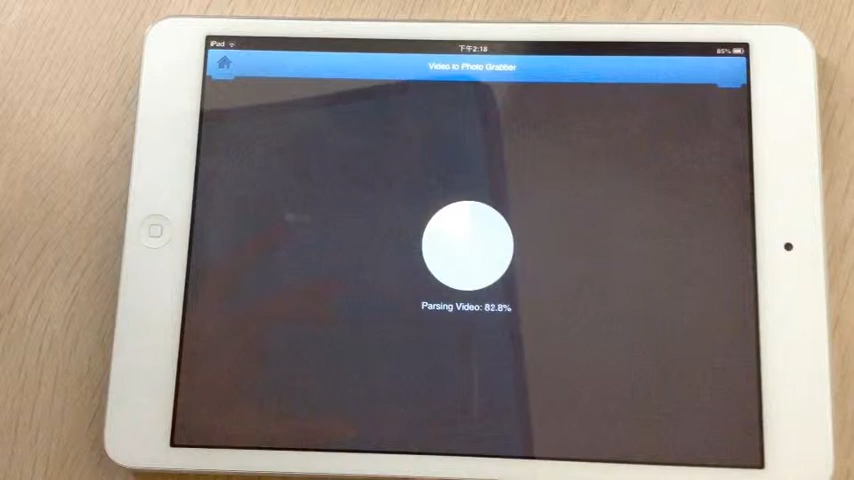 iPad 下午2:18 85%
Video to Photo Grabber
Parsing Video: 82.8%